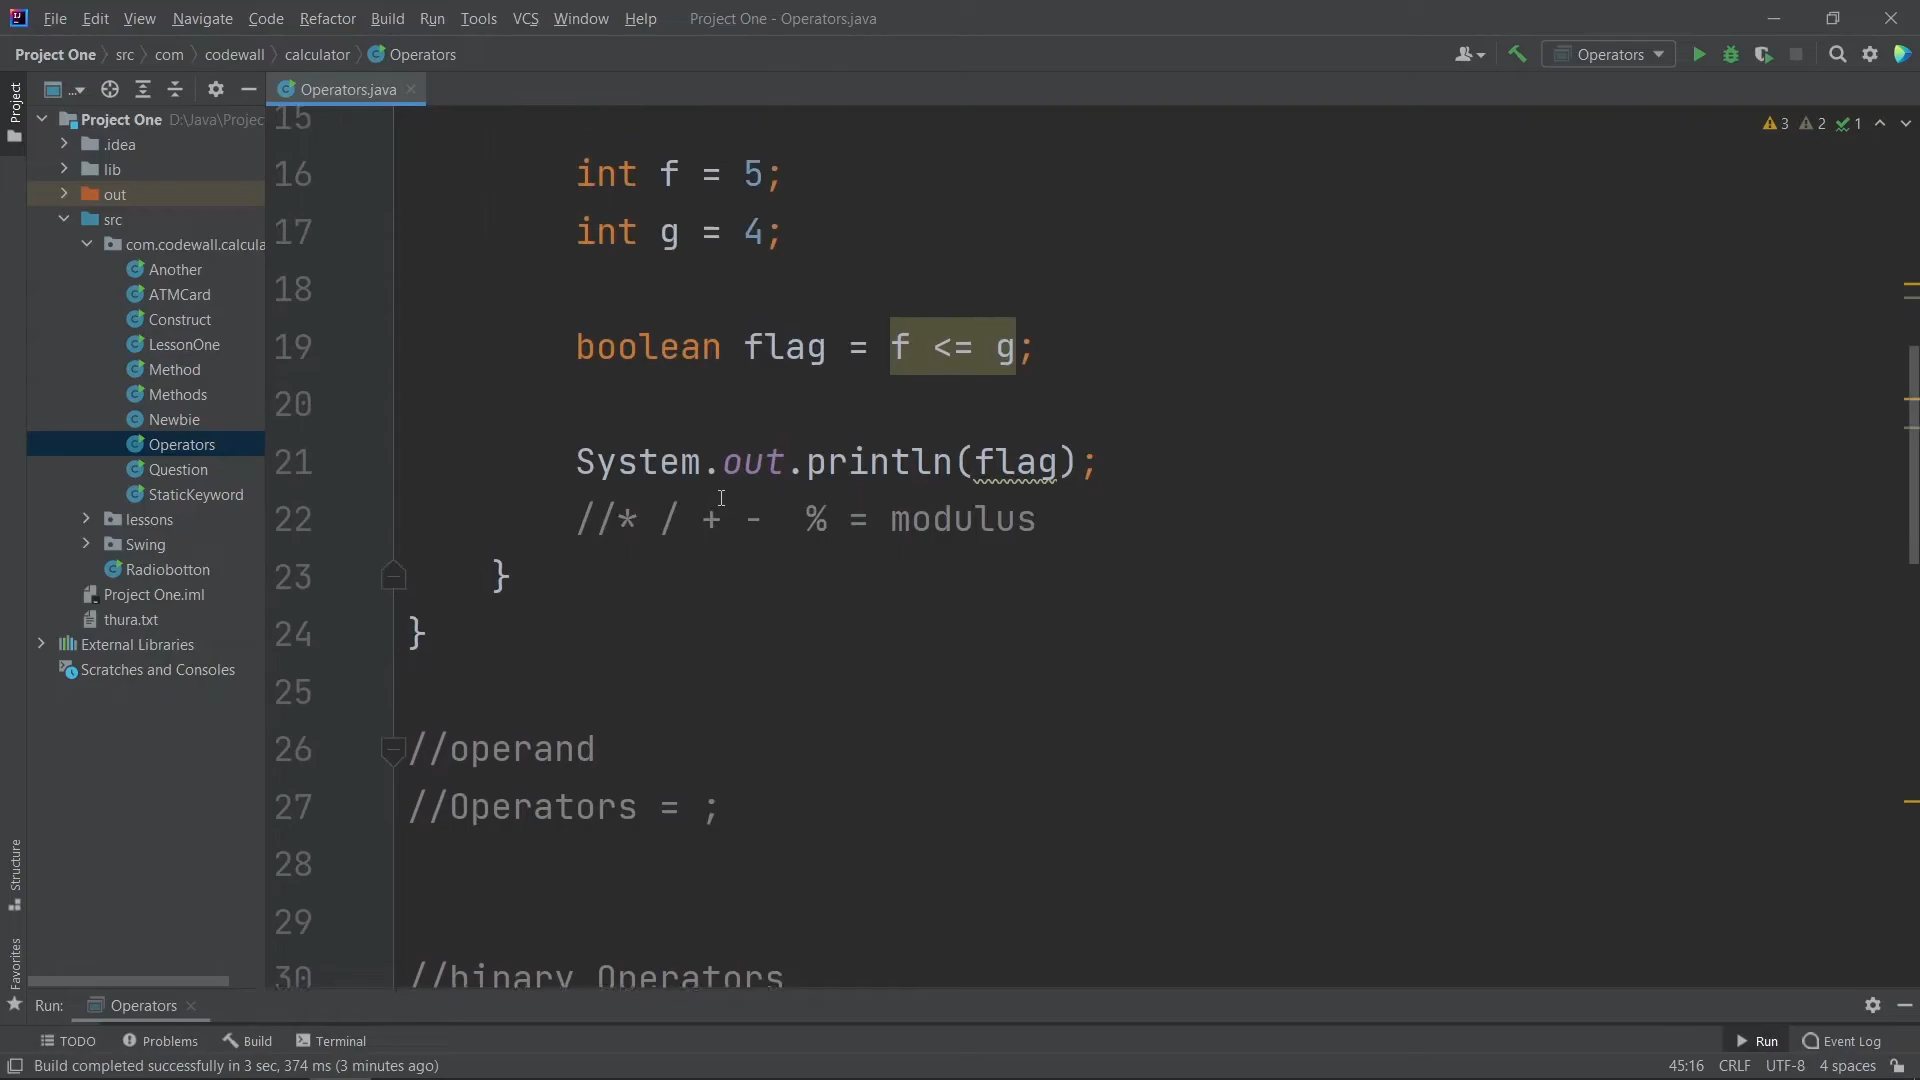 File Edit View Navigate Code Refactor Build Run Tools VCS Window Help Project One - Operators.java
Project One src com codewall calculator Operators
Operators
Project
...
Operators.java
Project One D:\Java\Projec
.idea
lib
out
src
com.codewall.calcula
Another
ATMCard
Construct
LessonOne
Method
Methods
Newbie
Operators
Question
StaticKeyword
lessons
Swing
Radiobotton
Project One.iml
thura.txt
External Libraries
Scratches and Consoles
Structure
Favorites
3 2 1
15
16 int f = 5;
17 int g = 4;
18
19 boolean flag = f <= g;
20
21 System.out.println(flag);
22 //* / + -  % = modulus
23 }
24 }
25
26 //operand
27 //Operators = ;
28
29
30 //binary Operators
Run: Operators
TODO Problems Build Terminal Run Event Log
Build completed successfully in 3 sec, 374 ms (3 minutes ago) 45:16 CRLF UTF-8 4 spaces